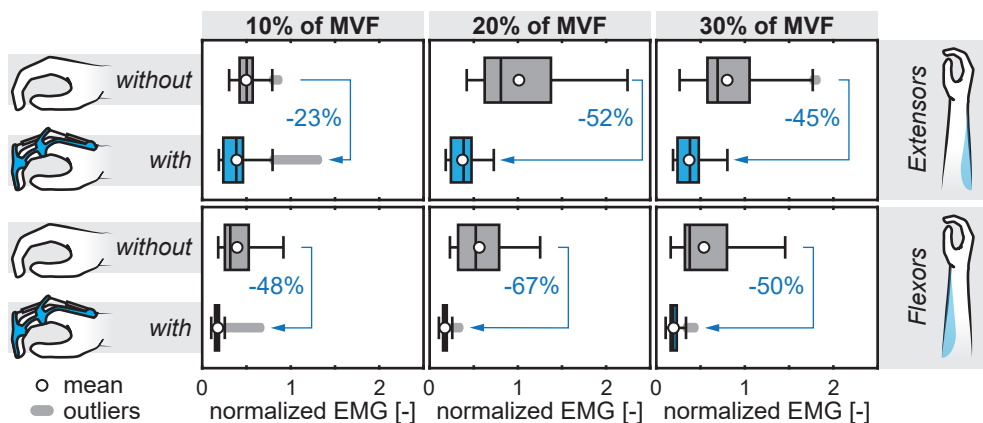 10% of MVF 20% of MVF 30% of MVF
without
-23% -52% -45%
with
Extensors
without
-48% -67% -50%
with
Flexors
0 1 2 0 1 2 0 1 2
mean
outliers
normalized EMG [-] normalized EMG [-] normalized EMG [-]